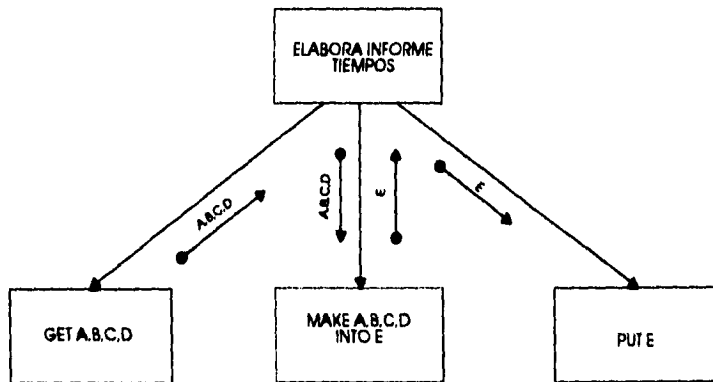 ELABORA INFORME
TIEMPOS
A,B,C,D
A,B,C,D
E
E
GET A,B,C,D
MAKE A,B,C,D
INTO E
PUT E